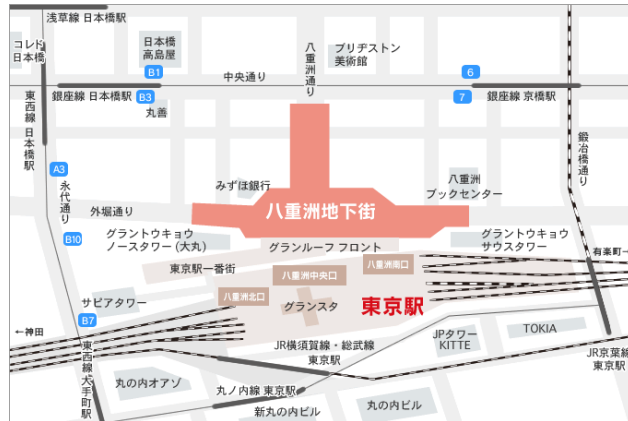 浅草線 日本橋駅
コレド
日本橋
日本橋
高島屋
八重洲通り
ブリヂストン
美術館
B1
中央通り
6
銀座線 日本橋駅
B3
7
銀座線 京橋駅
丸善
東西線 日本橋駅
鍛冶橋通り
A3
永代通り
みずほ銀行
八重洲
ブックセンター
外堀通り
八重洲地下街
B10
グラントウキョウ
ノースタワー(大丸)
グランルーフ フロント
グラントウキョウ
サウスタワー
有楽町→
東京駅一番街
八重洲中央口
八重洲南口
八重洲北口
グランスタ
東京駅
サピアタワー
B7
←神田
TOKIA
JPタワー
KITTE
JR横須賀線・総武線
東京駅
JR京葉線
東京駅
東西線大手町駅
丸の内オアゾ
丸ノ内線 東京駅
新丸の内ビル
丸の内ビル